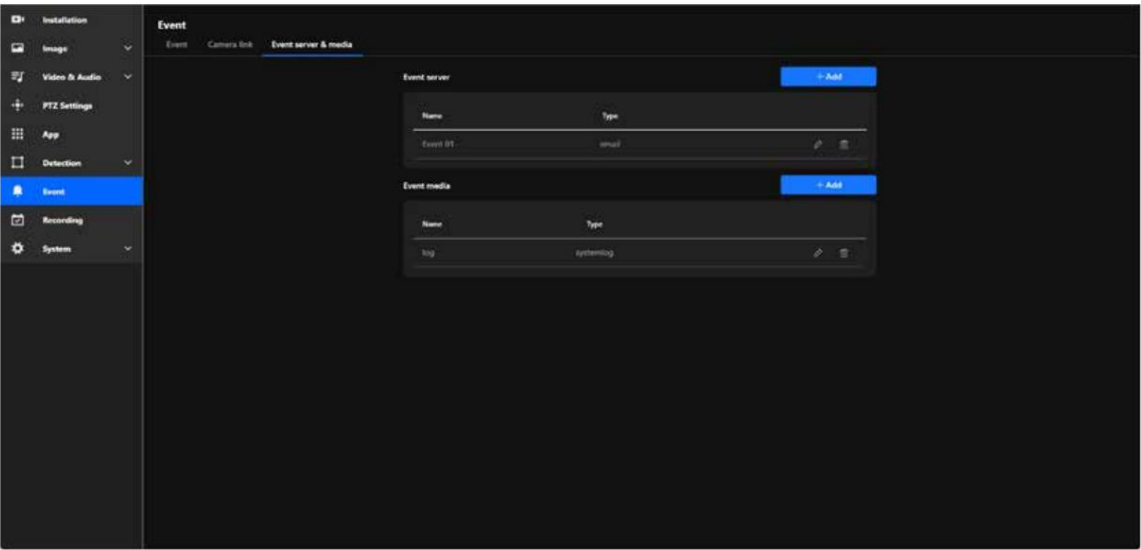 Installation
Image
Video & Audio
PTZ Settings
App
Detection
Event
Recording
System
Event
Event Camera link Event server & media
Event server + Add
Name Type
Event 01 email
Event media + Add
Name Type
log systemlog